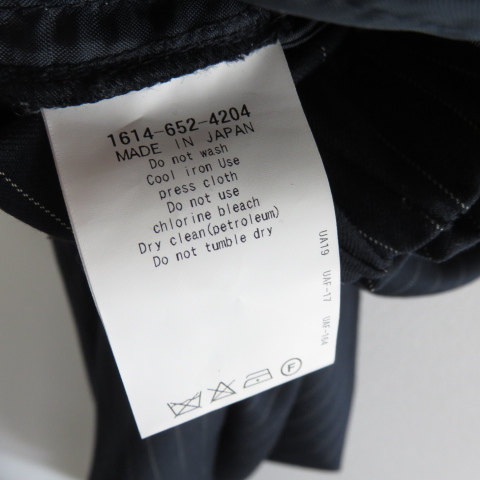 1614-652-4204
MADE IN JAPAN
Do not wash
Cool iron Use
press cloth
Do not use
chlorine bleach
Dry clean(petroleum)
Do not tumble dry
UA19
UAF-17
F